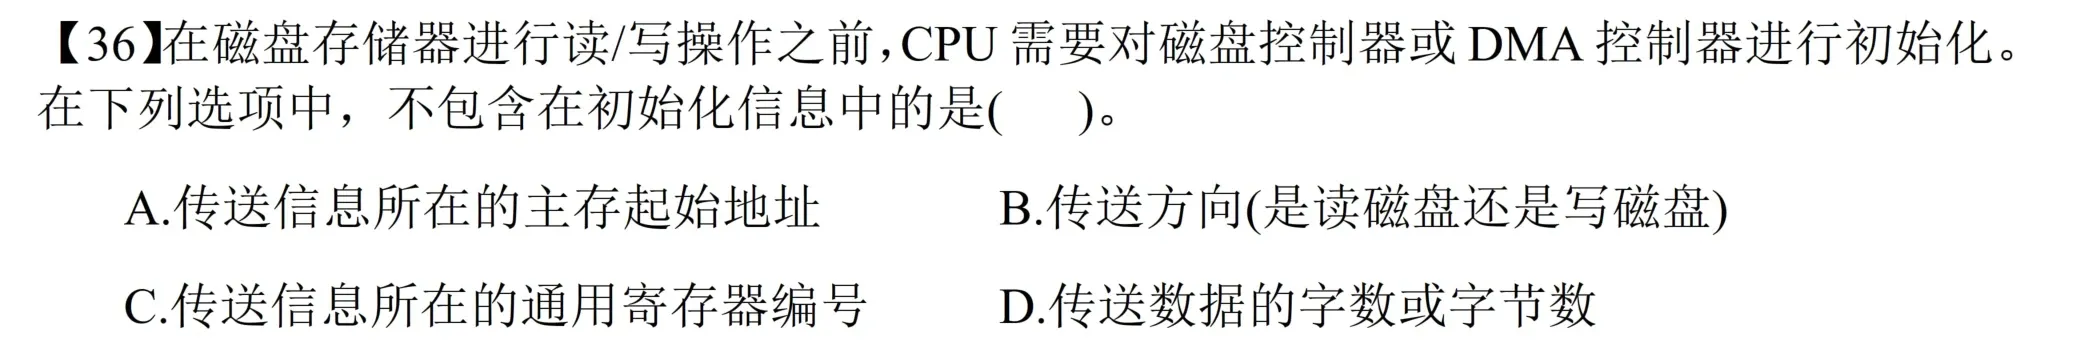 【36】在磁盘存储器进行读/写操作之前,CPU 需要对磁盘控制器或 DMA 控制器进行初始化。
在下列选项中，不包含在初始化信息中的是(    )。
A.传送信息所在的主存起始地址    B.传送方向(是读磁盘还是写磁盘)
C.传送信息所在的通用寄存器编号    D.传送数据的字数或字节数